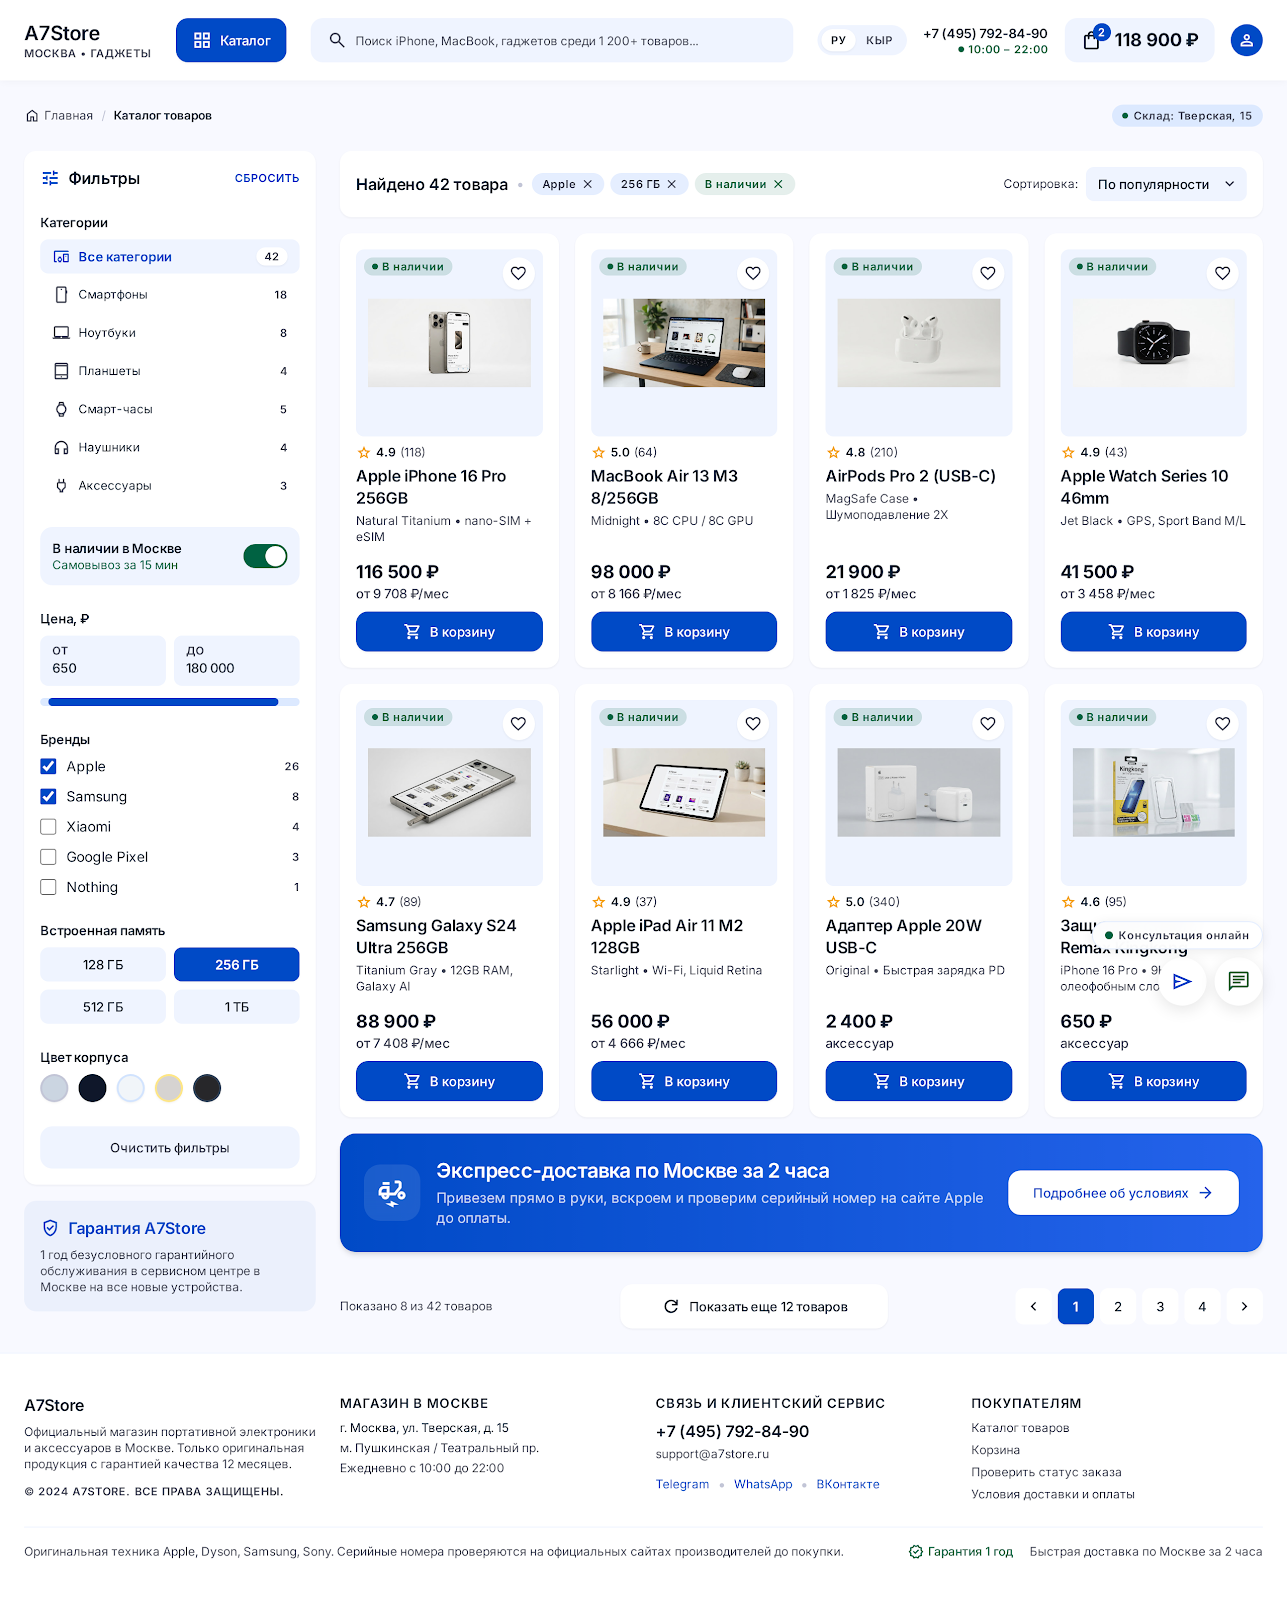 A7Store
МОСКВА • ГАДЖЕТЫ
Каталог
Поиск iPhone, MacBook, гаджетов среди 1 200+ товаров...
РУ КЫР
+7 (495) 792-84-90
10:00 – 22:00
2
118 900 ₽
Главная / Каталог товаров
Склад: Тверская, 15
Фильтры
СБРОСИТЬ
Категории
Все категории 42
Смартфоны 18
Ноутбуки 8
Планшеты 4
Смарт-часы 5
Наушники 4
Аксессуары 3
В наличии в Москве
Самовывоз за 15 мин
Цена, ₽
от
650
до
180 000
Бренды
Apple 26
Samsung 8
Xiaomi 4
Google Pixel 3
Nothing 1
Встроенная память
128 ГБ 256 ГБ
512 ГБ 1 ТБ
Цвет корпуса
Очистить фильтры
Гарантия A7Store
1 год безусловного гарантийного
обслуживания в сервисном центре в
Москве на все новые устройства.
Найдено 42 товара • Apple 256 ГБ В наличии
Сортировка: По популярности
В наличии
4.9 (118)
Apple iPhone 16 Pro
256GB
Natural Titanium • nano-SIM +
eSIM
116 500 ₽
от 9 708 ₽/мес
В корзину
В наличии
5.0 (64)
MacBook Air 13 M3
8/256GB
Midnight • 8C CPU / 8C GPU
98 000 ₽
от 8 166 ₽/мес
В корзину
В наличии
4.8 (210)
AirPods Pro 2 (USB-C)
MagSafe Case •
Шумоподавление 2X
21 900 ₽
от 1 825 ₽/мес
В корзину
В наличии
4.9 (43)
Apple Watch Series 10
46mm
Jet Black • GPS, Sport Band M/L
41 500 ₽
от 3 458 ₽/мес
В корзину
В наличии
4.7 (89)
Samsung Galaxy S24
Ultra 256GB
Titanium Gray • 12GB RAM,
Galaxy AI
88 900 ₽
от 7 408 ₽/мес
В корзину
В наличии
4.9 (37)
Apple iPad Air 11 M2
128GB
Starlight • Wi-Fi, Liquid Retina
56 000 ₽
от 4 666 ₽/мес
В корзину
В наличии
5.0 (340)
Адаптер Apple 20W
USB-C
Original • Быстрая зарядка PD
2 400 ₽
аксессуар
В корзину
В наличии
Kingkong
4.6 (95)
Remax Kingkong
iPhone 16 Pro •
олеофобным
650 ₽
аксессуар
В корзину
Консультация онлайн
Экспресс-доставка по Москве за 2 часа
Привезем прямо в руки, вскроем и проверим серийный номер на сайте Apple
до оплаты.
Подробнее об условиях
Показано 8 из 42 товаров
Показать еще 12 товаров
1 2 3 4
A7Store
Официальный магазин портативной электроники
и аксессуаров в Москве. Только оригинальная
продукция с гарантией качества 12 месяцев.
© 2024 A7STORE. ВСЕ ПРАВА ЗАЩИЩЕНЫ.
МАГАЗИН В МОСКВЕ
г. Москва, ул. Тверская, д. 15
м. Пушкинская / Театральный пр.
Ежедневно с 10:00 до 22:00
СВЯЗЬ И КЛИЕНТСКИЙ СЕРВИС
+7 (495) 792-84-90
support@a7store.ru
Telegram • WhatsApp • ВКонтакте
ПОКУПАТЕЛЯМ
Каталог товаров
Корзина
Проверить статус заказа
Условия доставки и оплаты
Оригинальная техника Apple, Dyson, Samsung, Sony. Серийные номера проверяются на официальных сайтах производителей до покупки.
Гарантия 1 год
Быстрая доставка по Москве за 2 часа